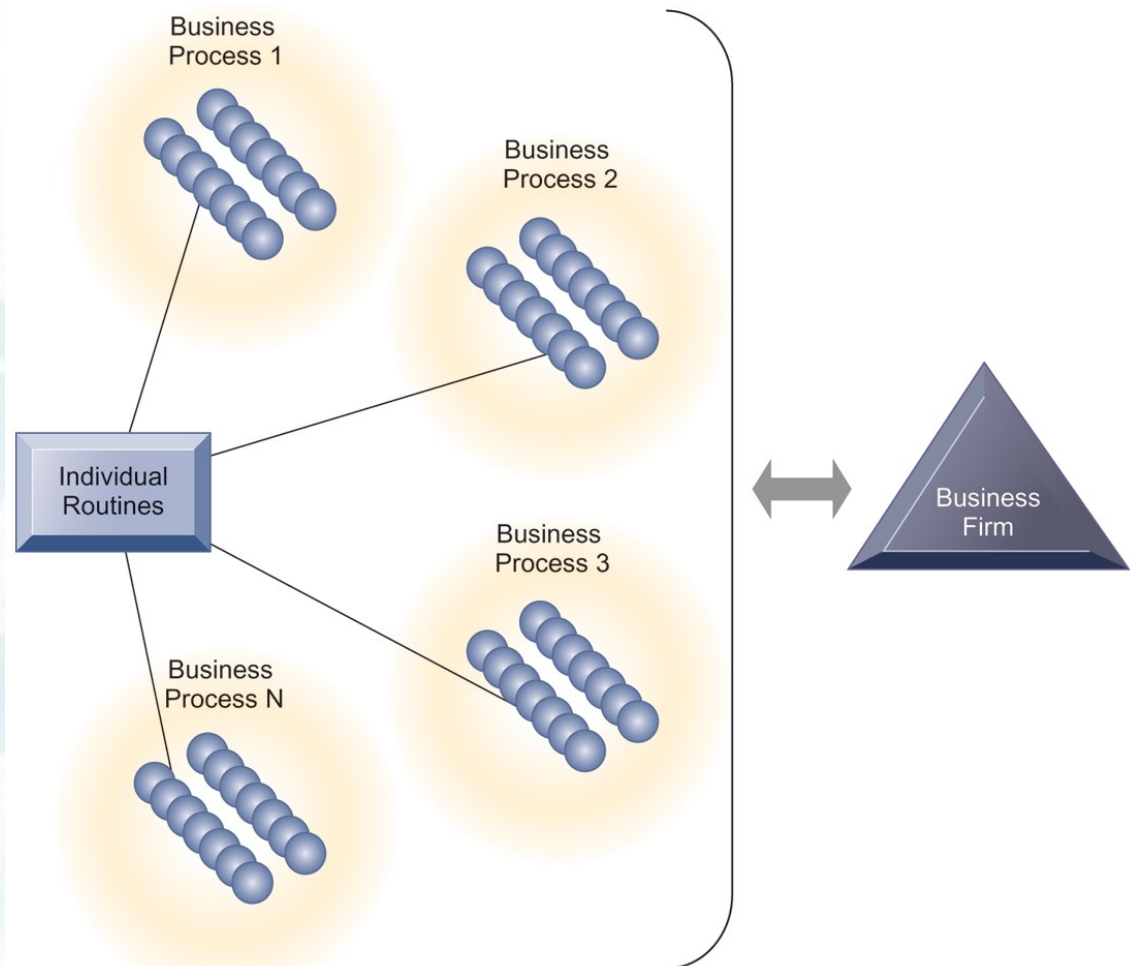 Business
Process 1
Business
Process 2
Individual
Routines
Business
Firm
Business
Process 3
Business
Process N